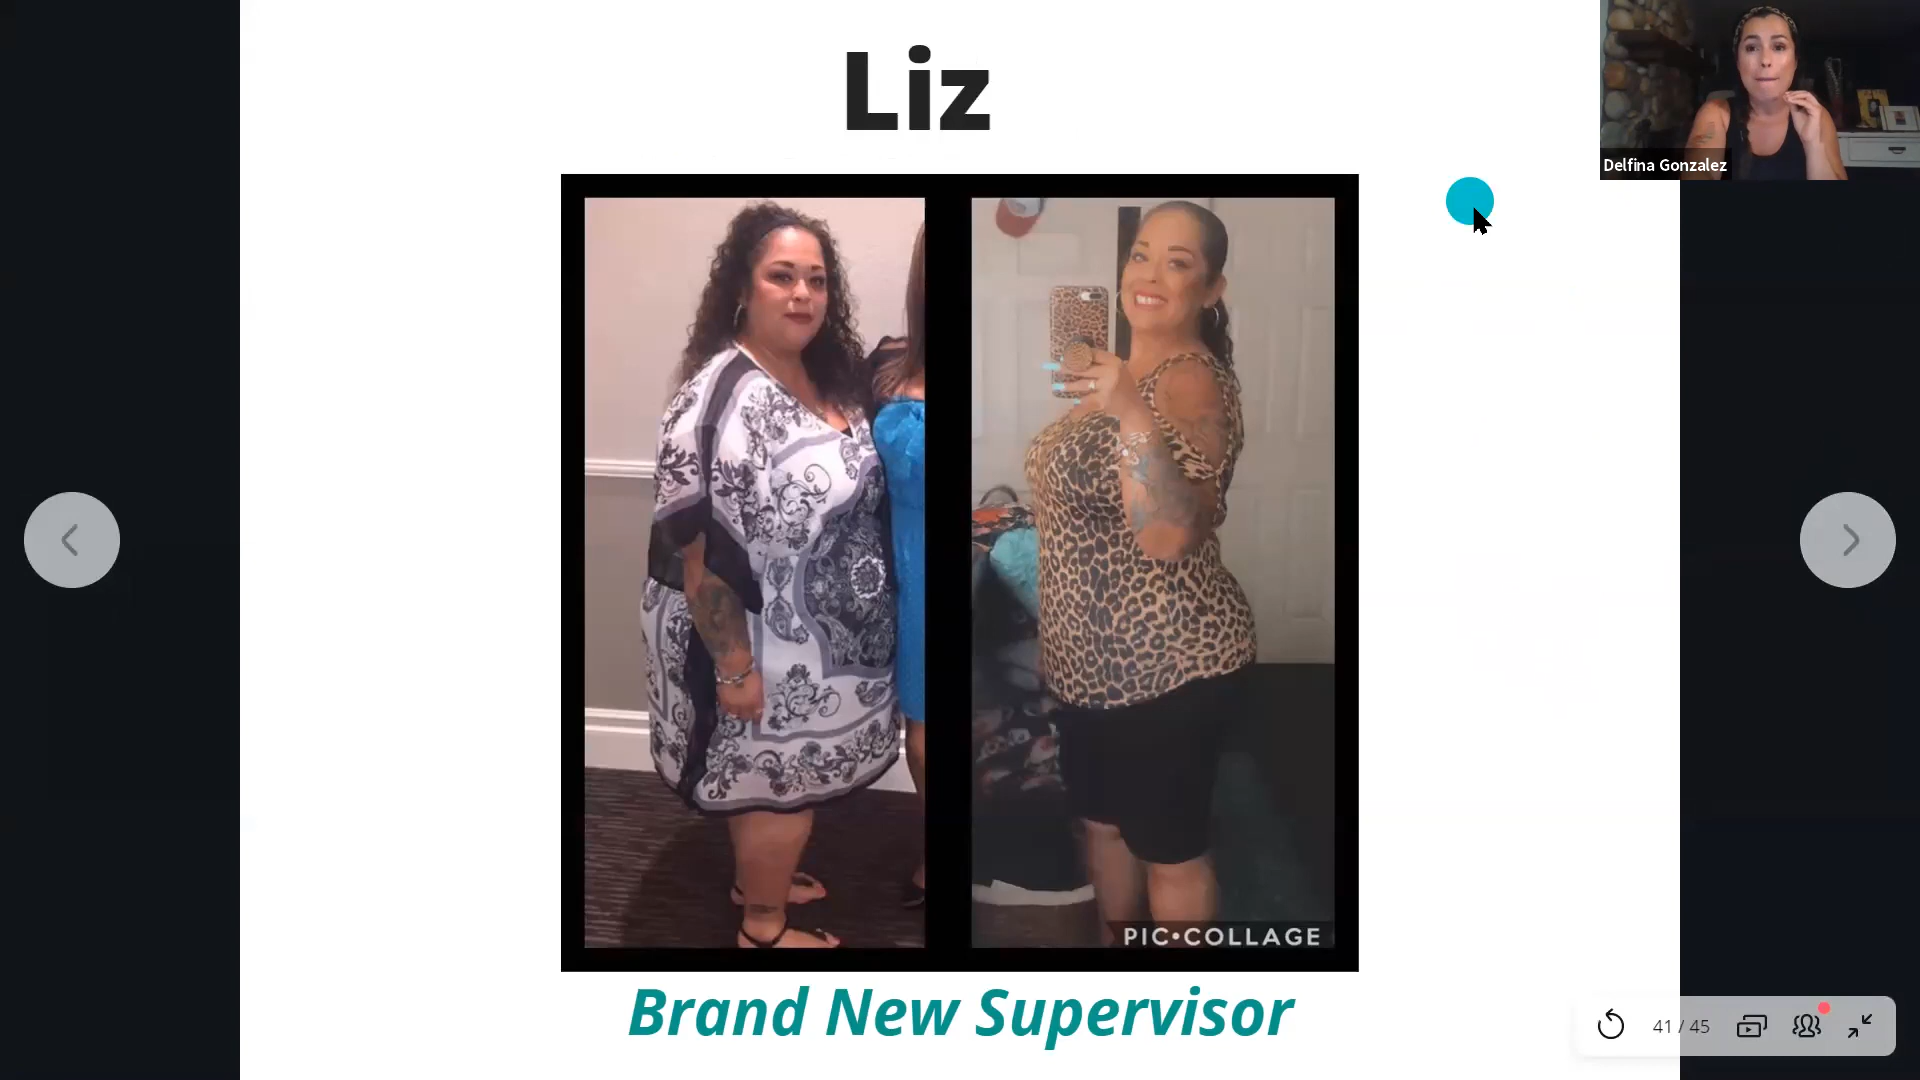 Liz
Delfina Gonzalez
PIC•COLLAGE
Brand New Supervisor
41 / 45